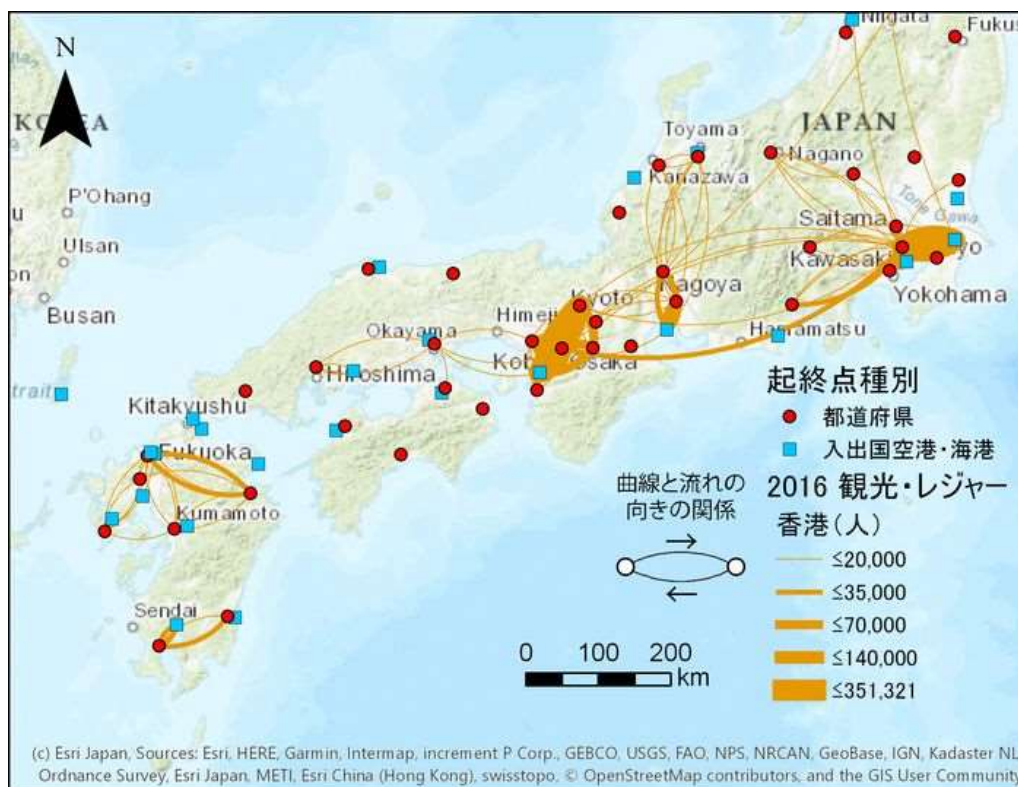 N
KOREA
P'Ohang
Ulsan
Busan
Niigata
Toyama
Kanazawa
JAPAN
Nagano
Tone Gawa
Saitama
Kawasaki
Yokohama
Kyoto
Nagoya
Himeji
Okayama
Osaka
Hamamatsu
Hiroshima
Kitakyushu
Fukuoka
Kumamoto
Sendai
起終点種別
都道府県
入出国空港・海港
曲線と流れの
向きの関係
2016 観光・レジャー
香港(人)
≤20,000
≤35,000
≤70,000
≤140,000
≤351,321
0 100 200
km
(c) Esri Japan, Sources: Esri, HERE, Garmin, Intermap, increment P Corp., GEBCO, USGS, FAO, NPS, NRCAN, GeoBase, IGN, Kadaster NL,
Ordnance Survey, Esri Japan, METI, Esri China (Hong Kong), swisstopo, © OpenStreetMap contributors, and the GIS User Community